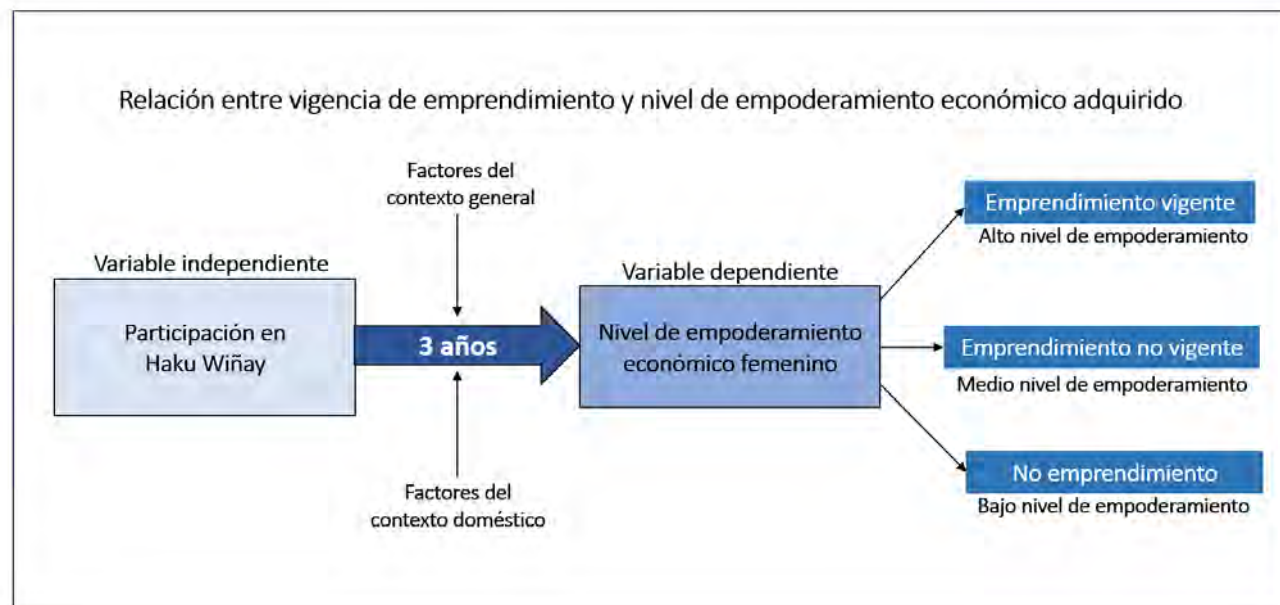 Relación entre vigencia de emprendimiento y nivel de empoderamiento económico adquirido
Factores del
contexto general
Variable independiente
Participación en
Haku Wiñay
3 años
Factores del
contexto doméstico
Variable dependiente
Nivel de empoderamiento
económico femenino
Emprendimiento vigente
Alto nivel de empoderamiento
Emprendimiento no vigente
Medio nivel de empoderamiento
No emprendimiento
Bajo nivel de empoderamiento